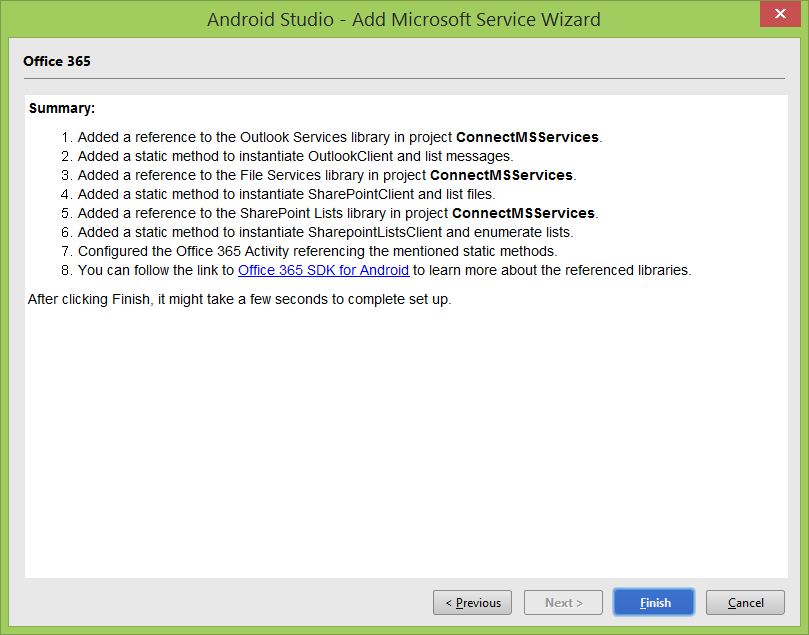 Android Studio - Add Microsoft Service Wizard
Office 365
Summary:
1. Added a reference to the Outlook Services library in project ConnectMSServices.
2. Added a static method to instantiate OutlookClient and list messages.
3. Added a reference to the File Services library in project ConnectMSServices.
4. Added a static method to instantiate SharePointClient and list files.
5. Added a reference to the SharePoint Lists library in project ConnectMSServices.
6. Added a static method to instantiate SharepointListsClient and enumerate lists.
7. Configured the Office 365 Activity referencing the mentioned static methods.
8. You can follow the link to Office 365 SDK for Android to learn more about the referenced libraries.
After clicking Finish, it might take a few seconds to complete set up.
< Previous Next > Finish Cancel